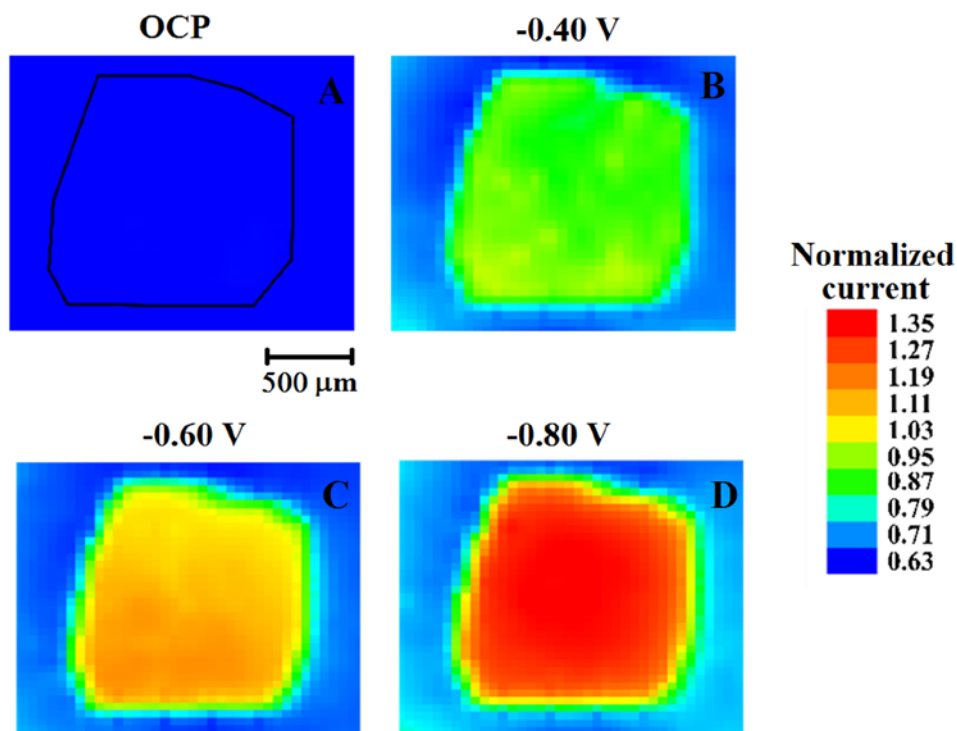 OCP
-0.40 V
A
B
500 μm
Normalized
current
1.35
1.27
1.19
1.11
1.03
0.95
0.87
0.79
0.71
0.63
-0.60 V
-0.80 V
C
D